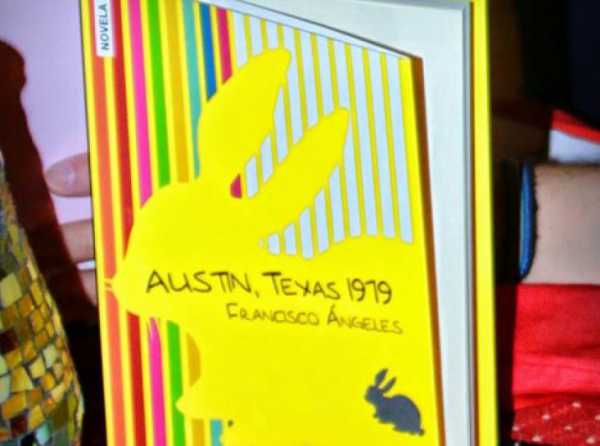 NOVELA
AUSTIN, TEXAS 1979
FRANCISCO ÁNGELES